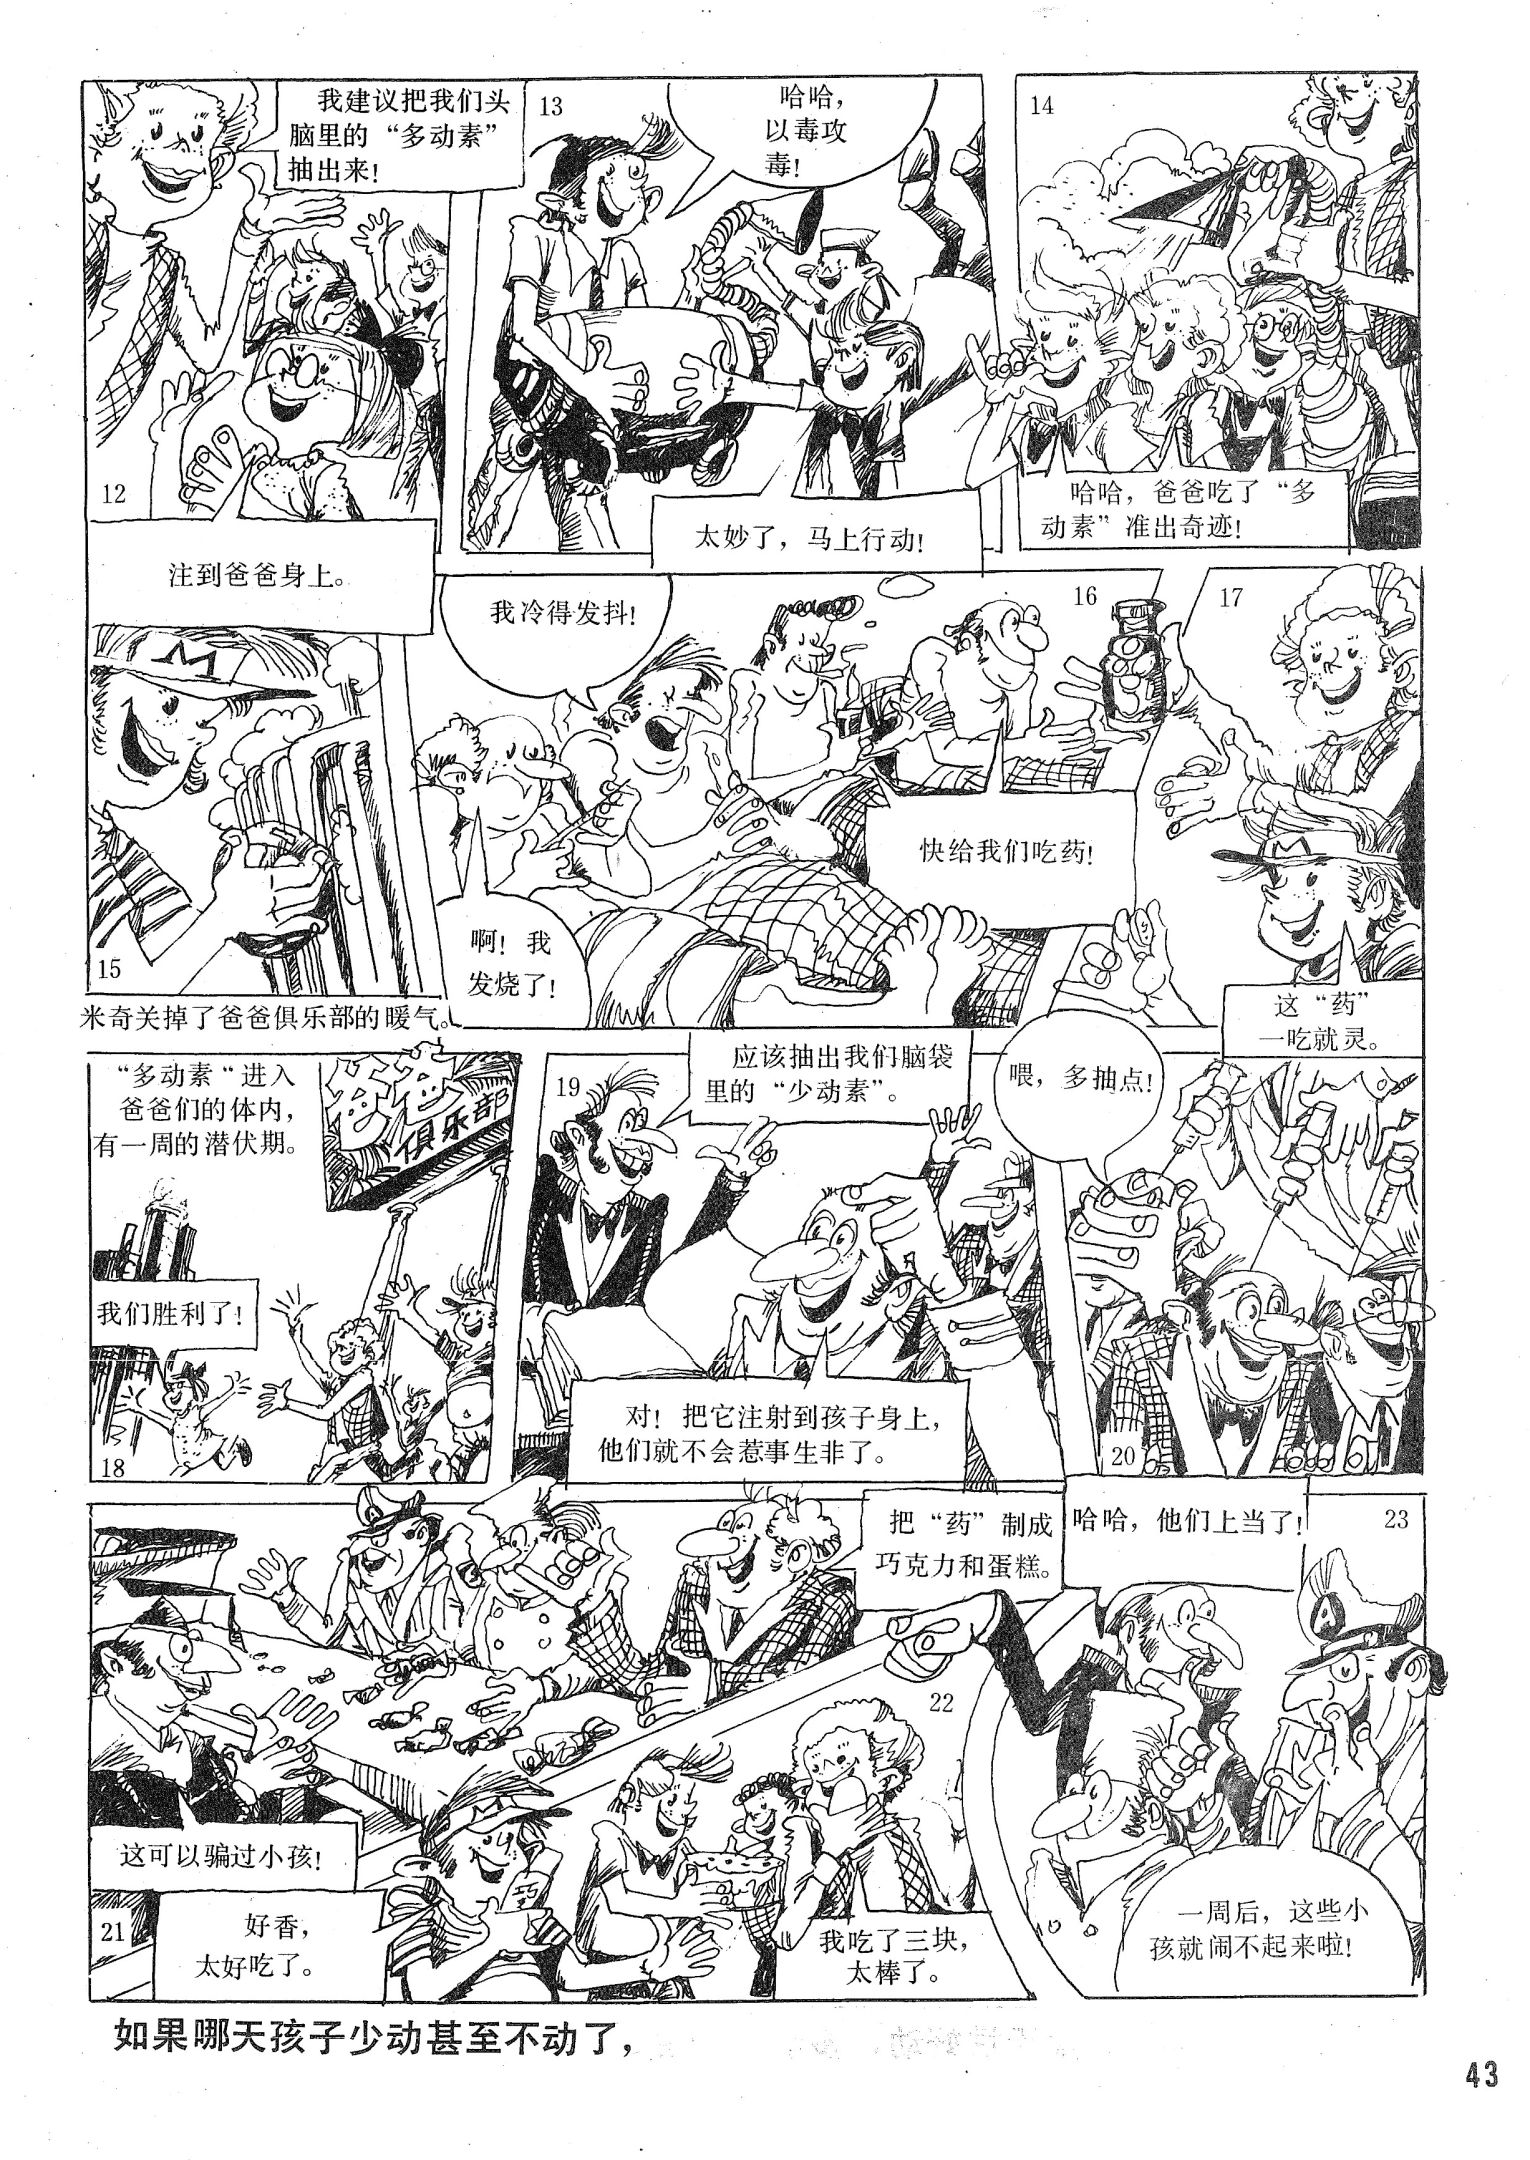 我建议把我们头
脑里的“多动素”
抽出来！
12
注到爸爸身上。
13
哈哈，
以毒攻
毒！
太妙了，马上行动！
14
哈哈，爸爸吃了“多
动素”准出奇迹！
15
米奇关掉了爸爸俱乐部的暖气。
我冷得发抖！
啊！我
发烧了！
16
快给我们吃药！
17
这“药”
一吃就灵。
“多动素“进入
爸爸们的体内，
有一周的潜伏期。
爸爸
俱乐部
我们胜利了！
18
19
应该抽出我们脑袋
里的“少动素”。
对！把它注射到孩子身上，
他们就不会惹事生非了。
喂，多抽点！
20
把“药”制成
巧克力和蛋糕。
这可以骗过小孩！
21
好香，
太好吃了。
巧
22
我吃了三块，
太棒了。
哈哈，他们上当了！
23
一周后，这些小
孩就闹不起来啦！
如果哪天孩子少动甚至不动了，
43